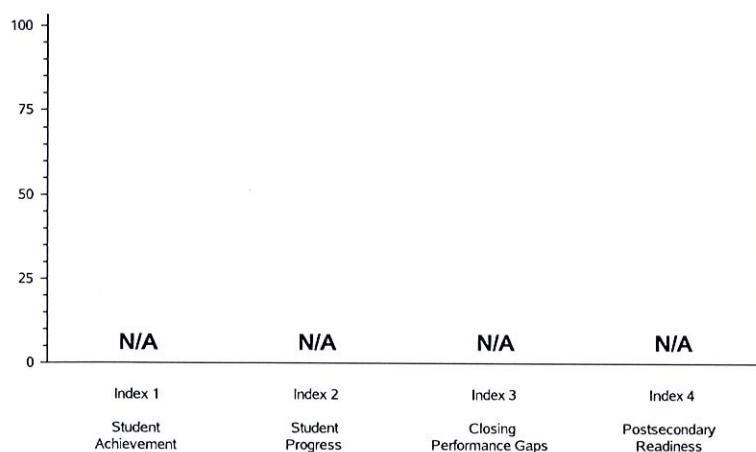 100
75
50
25
0
N/A N/A N/A N/A
Index 1 Index 2 Index 3 Index 4
Student Achievement
Student Progress
Closing Performance Gaps
Postsecondary Readiness